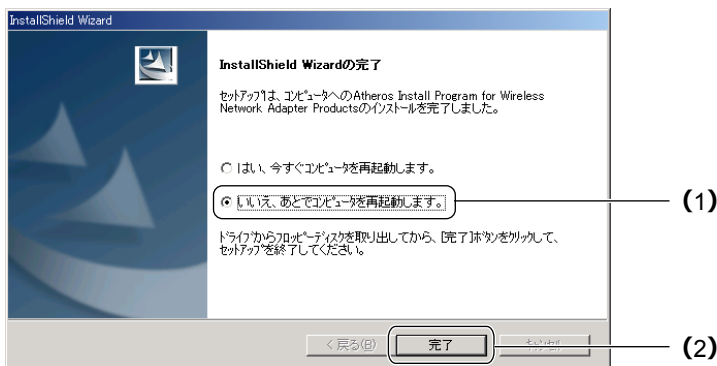 InstallShield Wizard
InstallShield Wizardの完了
セットアップは、コンピュータへのAtheros Install Program for Wireless
Network Adapter Productsのインストールを完了しました。
はい、今すぐコンピュータを再起動します。
いいえ、あとでコンピュータを再起動します。
(1)
ドライブからフロッピーディスクを取り出してから、[完了]ボタンをクリックして、
セットアップを終了してください。
< 戻る(B)
完了
キャンセル
(2)